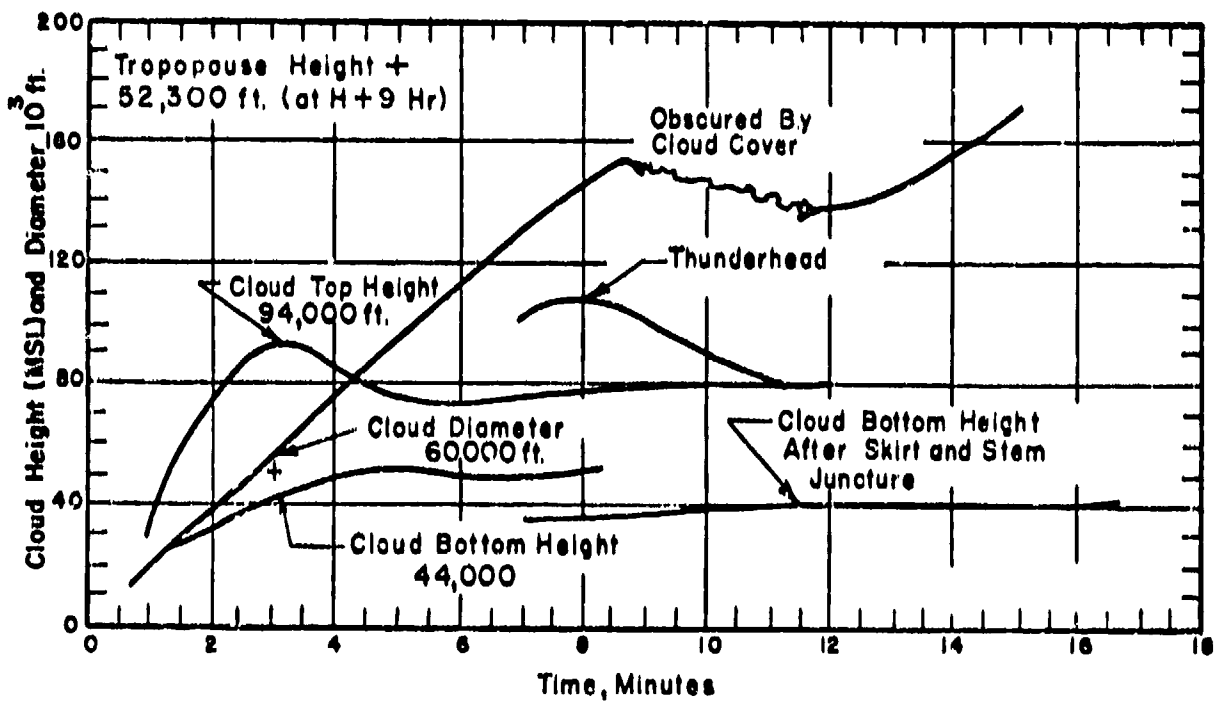 200
160
120
80
40
0
Cloud Height (MSL) and Diameter 10³ ft.
Tropopause Height +
52,300 ft. (at H+9 Hr)
Obscured By
Cloud Cover
Thunderhead
Cloud Top Height
94,000 ft.
Cloud Diameter
60,000 ft.
Cloud Bottom Height
After Skirt and Stem
Juncture
Cloud Bottom Height
44,000
0 2 4 6 8 10 12 14 16 18
Time, Minutes